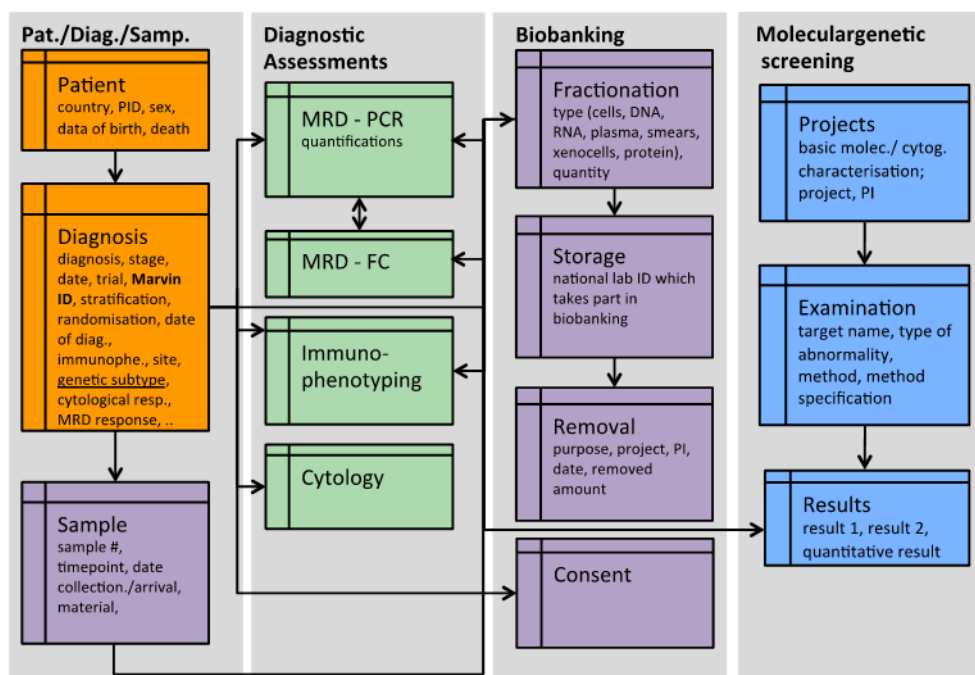 Pat./Diag./Samp.
Patient
country, PID, sex,
data of birth, death
Diagnosis
diagnosis, stage,
date, trial, Marvin
ID, stratification,
randomisation, date
of diag.,
immunophe., site,
genetic subtype,
cytological resp.,
MRD response, ..
Sample
sample #,
timepoint, date
collection./arrival,
material,
Diagnostic
Assessments
MRD - PCR
quantifications
MRD - FC
Immuno-
phenotyping
Cytology
Biobanking
Fractionation
type (cells, DNA,
RNA, plasma, smears,
xenocells, protein),
quantity
Storage
national lab ID which
takes part in
biobanking
Removal
purpose, project, PI,
date, removed
amount
Consent
Moleculargenetic
screening
Projects
basic molec./ cytog.
characterisation;
project, PI
Examination
target name, type of
abnormality,
method, method
specification
Results
result 1, result 2,
quantitative result